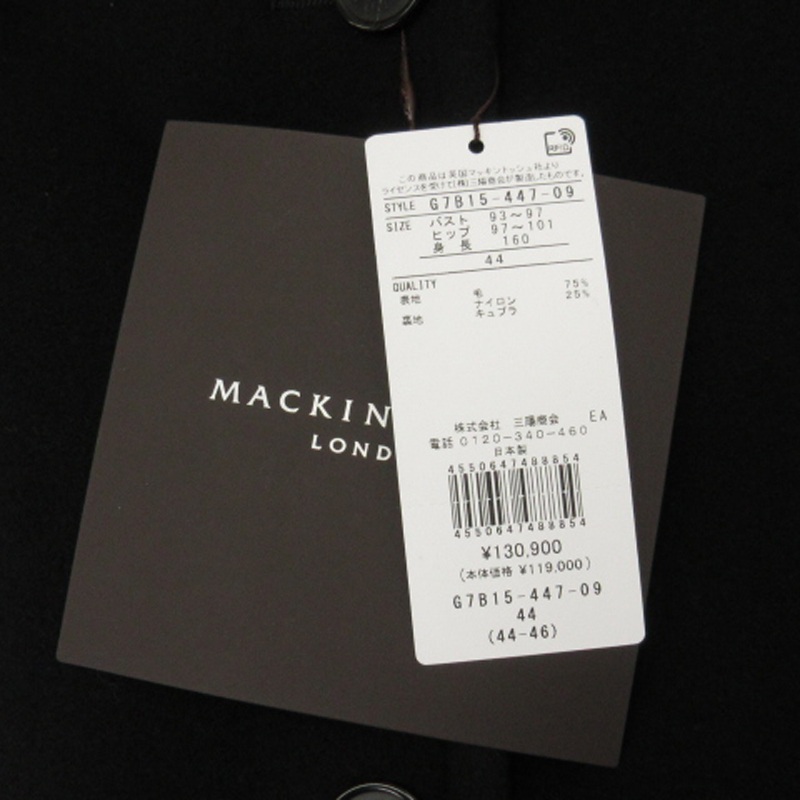 RFID
この商品は英国マッキントッシュ社より
ライセンスを受けて(株)三陽商会が製造したものです。
STYLE G7B15-447-09
SIZE バスト 93～97
ヒップ 97～101
身長 160
44
QUALITY
表地 毛 75%
ナイロン 25%
裏地 キュプラ
MACKIN
LOND
株式会社 三陽商会 EA
電話 0120-340-460
日本製
4550647488854
4550647488854
¥130,900
(本体価格 ¥119,000)
G7B15-447-09
44
(44-46)